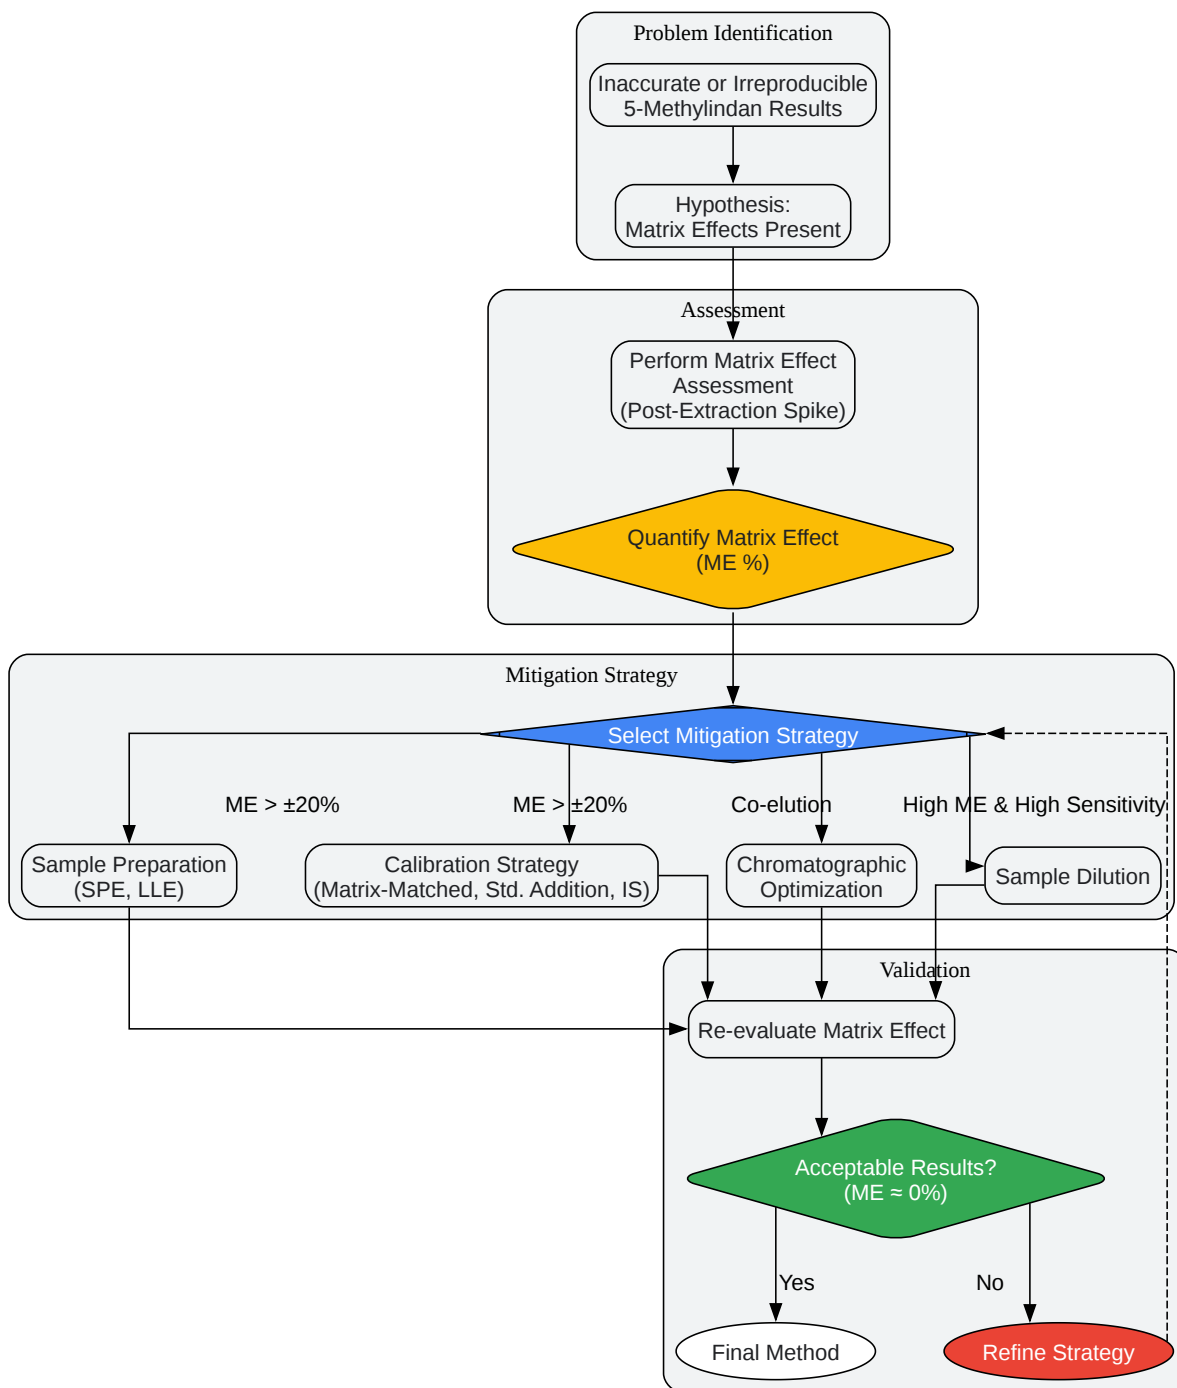 Problem Identification
Inaccurate or Irreproducible
5-Methylindan Results
Hypothesis:
Matrix Effects Present
Assessment
Perform Matrix Effect
Assessment
(Post-Extraction Spike)
Quantify Matrix Effect
(ME %)
Mitigation Strategy
Select Mitigation Strategy
ME > ±20%
ME > ±20%
Co-elution
High ME & High Sensitivity
Sample Preparation
(SPE, LLE)
Calibration Strategy
(Matrix-Matched, Std. Addition, IS)
Chromatographic
Optimization
Sample Dilution
Validation
Re-evaluate Matrix Effect
Acceptable Results?
(ME ≈ 0%)
Yes
No
Final Method
Refine Strategy